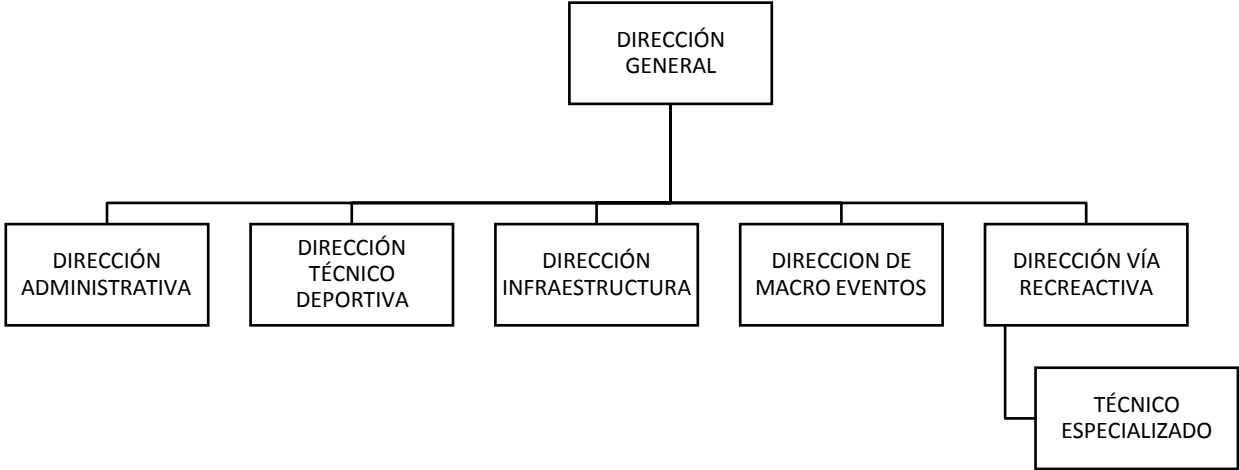 DIRECCIÓN
GENERAL
DIRECCIÓN
ADMINISTRATIVA
DIRECCIÓN
TÉCNICO
DEPORTIVA
DIRECCIÓN
INFRAESTRUCTURA
DIRECCION DE
MACRO EVENTOS
DIRECCIÓN VÍA
RECREACTIVA
TÉCNICO
ESPECIALIZADO